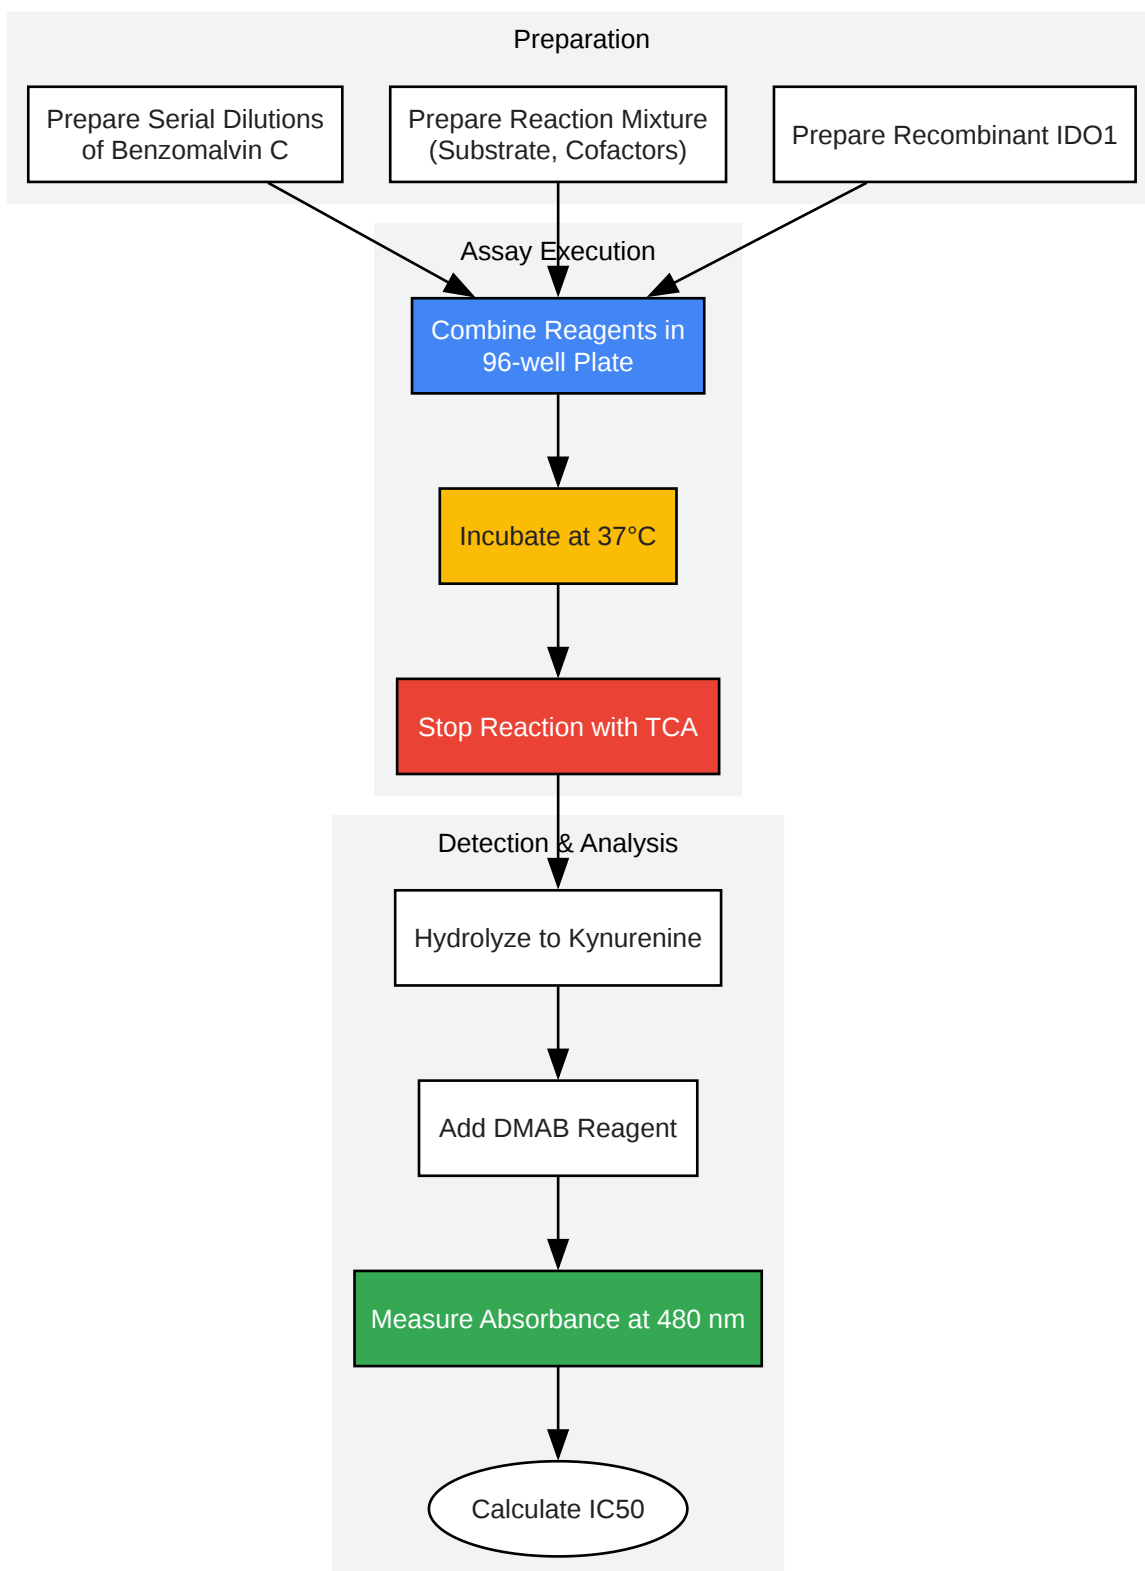 Preparation
Prepare Serial Dilutions
of Benzomalvin C
Prepare Reaction Mixture
(Substrate, Cofactors)
Prepare Recombinant IDO1
Assay Execution
Combine Reagents in
96-well Plate
Incubate at 37°C
Stop Reaction with TCA
Detection & Analysis
Hydrolyze to Kynurenine
Add DMAB Reagent
Measure Absorbance at 480 nm
Calculate IC50